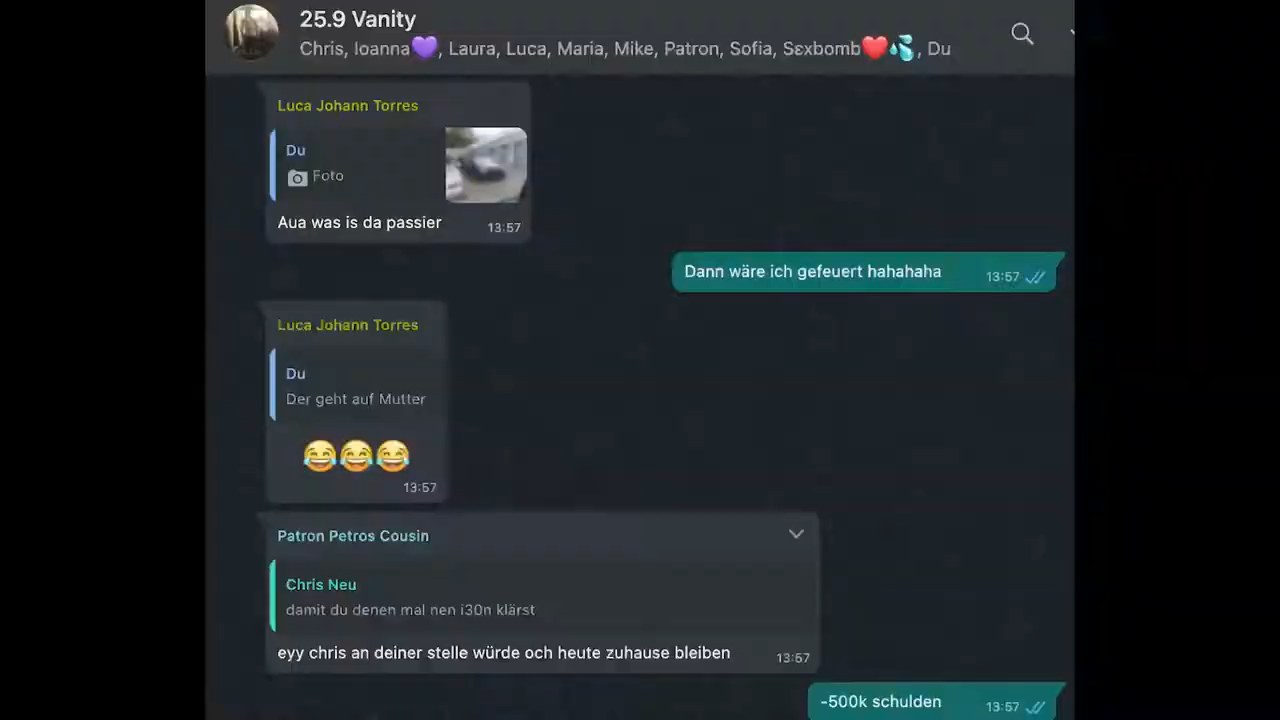 25.9 Vanity
Chris, Ioanna💜, Laura, Luca, Maria, Mike, Patron, Sofia, Sɛxbomb❤️💦, Du
Luca Johann Torres
Du
Foto
Aua was is da passier
13:57
Dann wäre ich gefeuert hahahaha
13:57
Luca Johann Torres
Du
Der geht auf Mutter
😂😂😂
13:57
Patron Petros Cousin
Chris Neu
damit du denen mal nen i30n klärst
eyy chris an deiner stelle würde och heute zuhause bleiben
13:57
-500k schulden
13:57